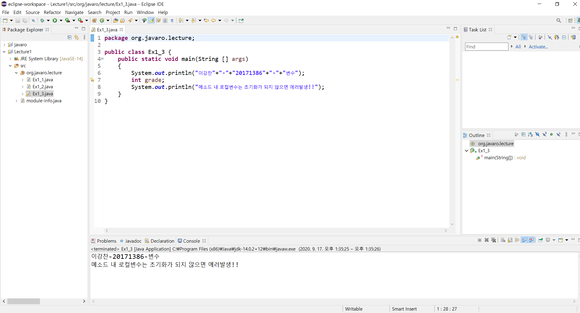 eclipse-workspace - Lecture1/src/org/javaro/lecture/Ex1_3.java - Eclipse IDE
File Edit Source Refactor Navigate Search Project Run Window Help
Package Explorer
javaro
Lecture1
JRE System Library [JavaSE-14]
src
org.javaro.lecture
Ex1_1.java
Ex1_2.java
Ex1_3.java
module-info.java
Ex1_3.java
1 package org.javaro.lecture;
2
3 public class Ex1_3 {
4 public static void main(String [] args)
5 {
6 System.out.println("이강찬"+"-"+"20171386"+"-"+"변수");
7 int grade;
8 System.out.println("메소드 내 로컬변수는 초기화가 되지 않으면 에러발생!!");
9 }
10 }
Task List
Find
All
Activate...
Outline
org.javaro.lecture
Ex1_3
main(String[]) : void
Problems Javadoc Declaration Console
<terminated> Ex1_3 [Java Application] C:#Program Files (x86)#Java#jdk-14.0.2+12#bin#javaw.exe (2020. 9. 17. 오후 1:35:25 – 오후 1:35:26)
이강찬-20171386-변수
메소드 내 로컬변수는 초기화가 되지 않으면 에러발생!!
Writable Smart Insert 1 : 28 : 27